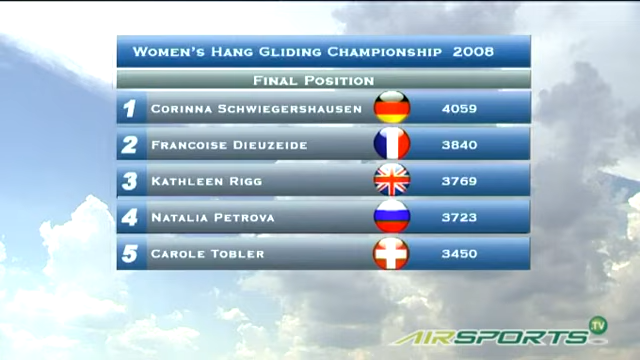 WOMEN'S HANG GLIDING CHAMPIONSHIP 2008
FINAL POSITION
1 CORINNA SCHWIEGERSHAUSEN 4059
2 FRANCOISE DIEUZEIDE 3840
3 KATHLEEN RIGG 3769
4 NATALIA PETROVA 3723
5 CAROLE TOBLER 3450
AIRSPORTS.TV